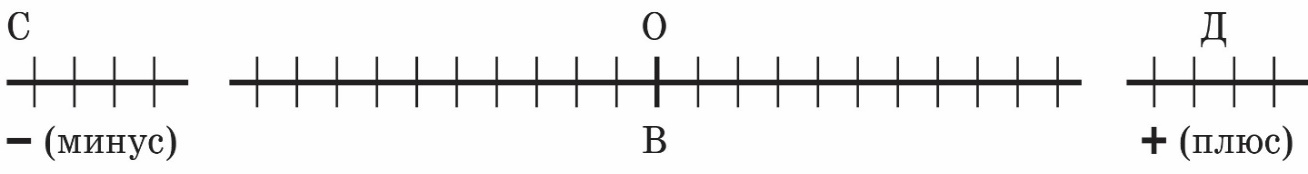 С О Д
− (минус) В + (плюс)